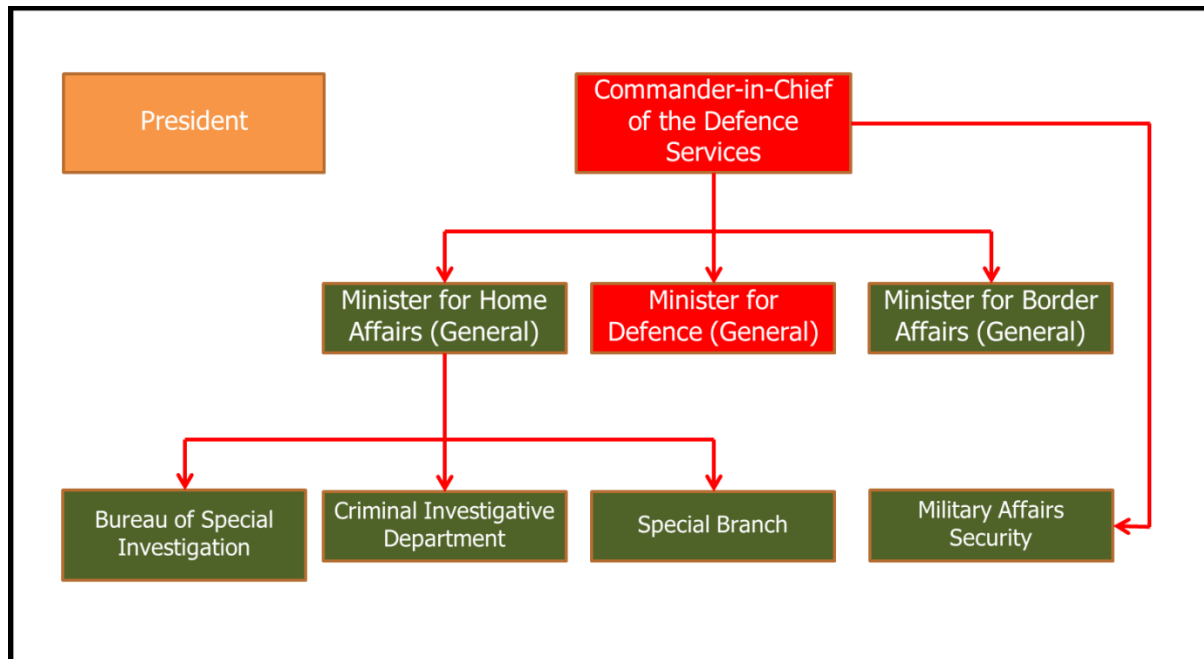 President
Commander-in-Chief
of the Defence
Services
Minister for Home
Affairs (General)
Minister for
Defence (General)
Minister for Border
Affairs (General)
Bureau of Special
Investigation
Criminal Investigative
Department
Special Branch
Military Affairs
Security